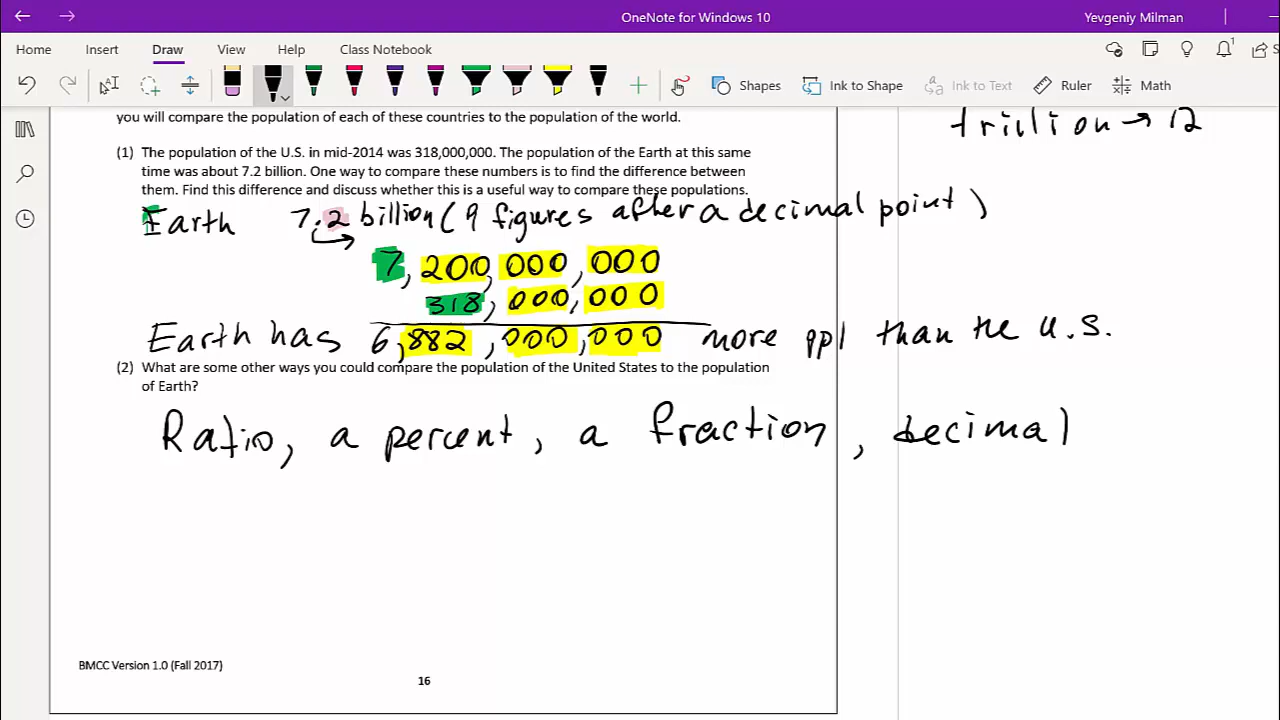 OneNote for Windows 10
Yevgeniy Milman
Home Insert Draw View Help Class Notebook
Shapes Ink to Shape Ink to Text Ruler Math
you will compare the population of each of these countries to the population of the world.
trillion → 12
(1) The population of the U.S. in mid-2014 was 318,000,000. The population of the Earth at this same
time was about 7.2 billion. One way to compare these numbers is to find the difference between
them. Find this difference and discuss whether this is a useful way to compare these populations.
Earth 7.2 billion (9 figures after a decimal point)
7,200,000,000
318,000,000
Earth has 6,882,000,000 more ppl than the U.S.
(2) What are some other ways you could compare the population of the United States to the population
of Earth?
Ratio, a percent, a fraction, decimal
BMCC Version 1.0 (Fall 2017)
16